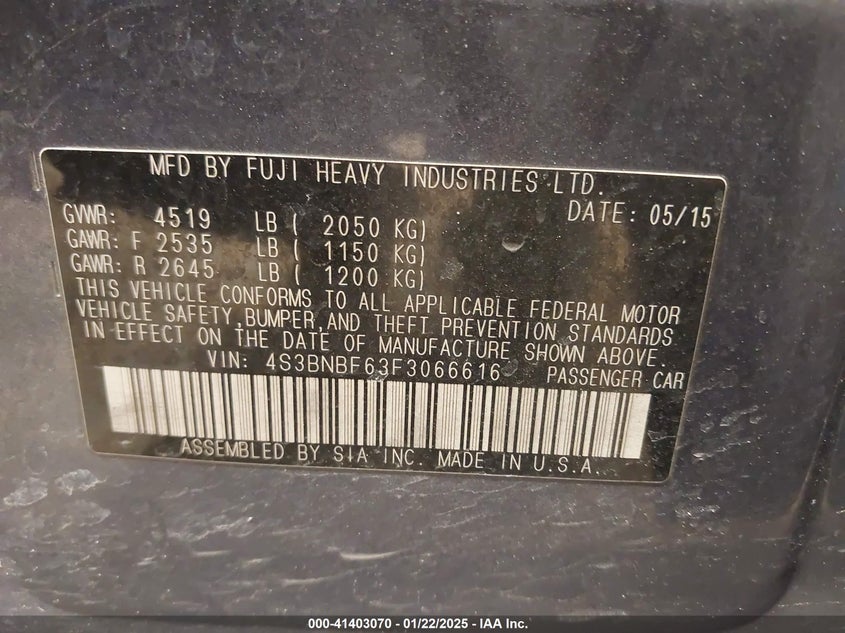 MFD BY FUJI HEAVY INDUSTRIES LTD.
DATE: 05/15
GVWR: 4519 LB ( 2050 KG)
GAWR: F 2535 LB ( 1150 KG)
GAWR: R 2645 LB ( 1200 KG)
THIS VEHICLE CONFORMS TO ALL APPLICABLE FEDERAL MOTOR
VEHICLE SAFETY,BUMPER,AND THEFT PREVENTION STANDARDS
IN EFFECT ON THE DATE OF MANUFACTURE SHOWN ABOVE.
VIN: 4S3BNBF63F3066616 PASSENGER CAR
ASSEMBLED BY SIA INC. MADE IN U.S.A.
000-41403070 - 01/22/2025 - IAA Inc.